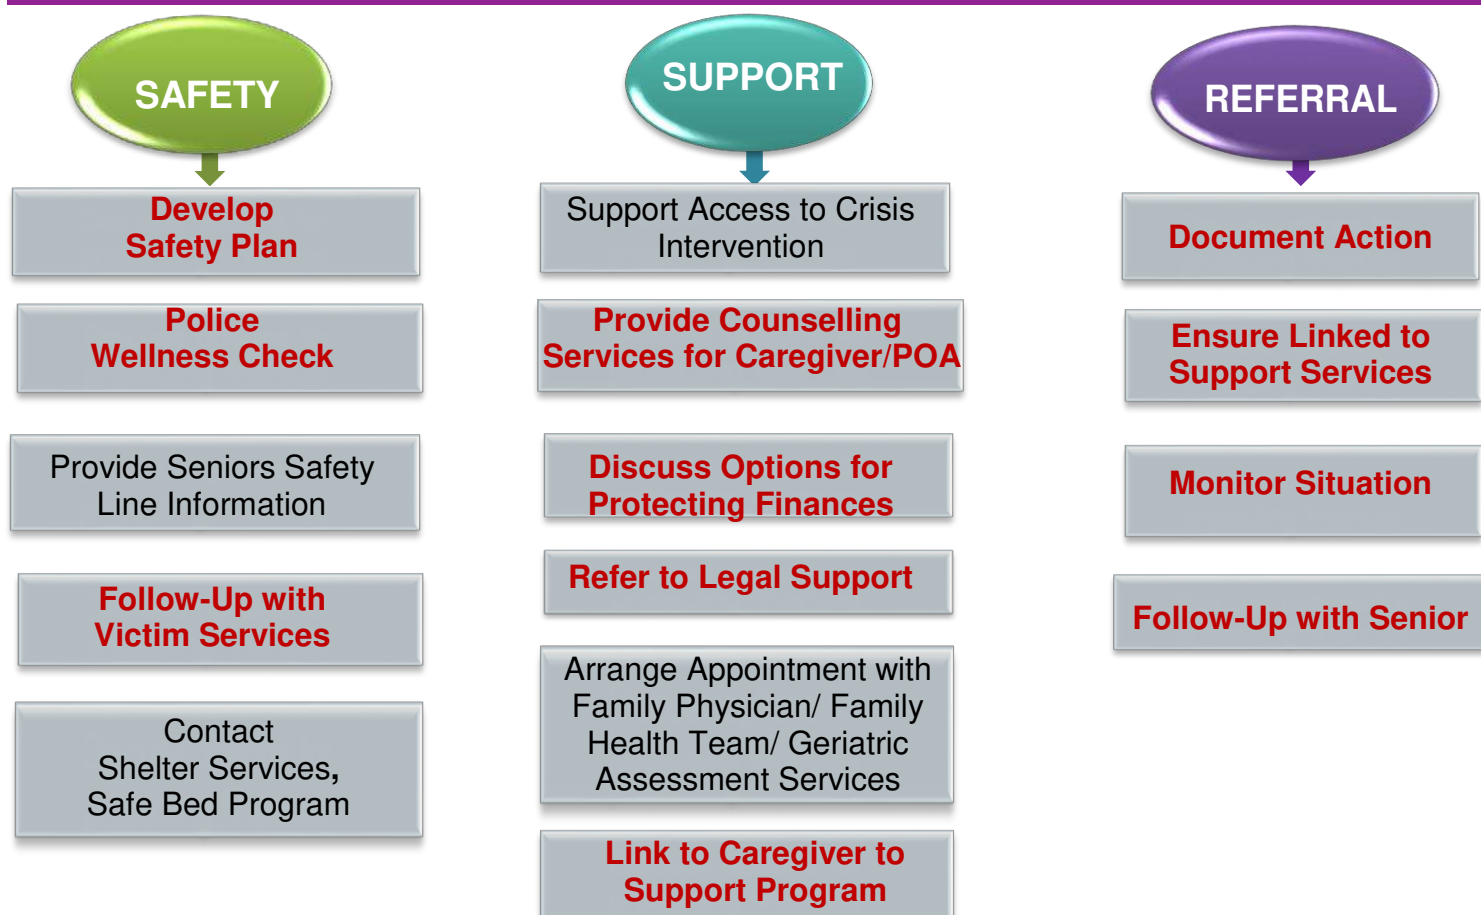 SAFETY
Develop
Safety Plan
Police
Wellness Check
Provide Seniors Safety
Line Information
Follow-Up with
Victim Services
Contact
Shelter Services,
Safe Bed Program
SUPPORT
Support Access to Crisis
Intervention
Provide Counselling
Services for Caregiver/POA
Discuss Options for
Protecting Finances
Refer to Legal Support
Arrange Appointment with
Family Physician/ Family
Health Team/ Geriatric
Assessment Services
Link to Caregiver to
Support Program
REFERRAL
Document Action
Ensure Linked to
Support Services
Monitor Situation
Follow-Up with Senior